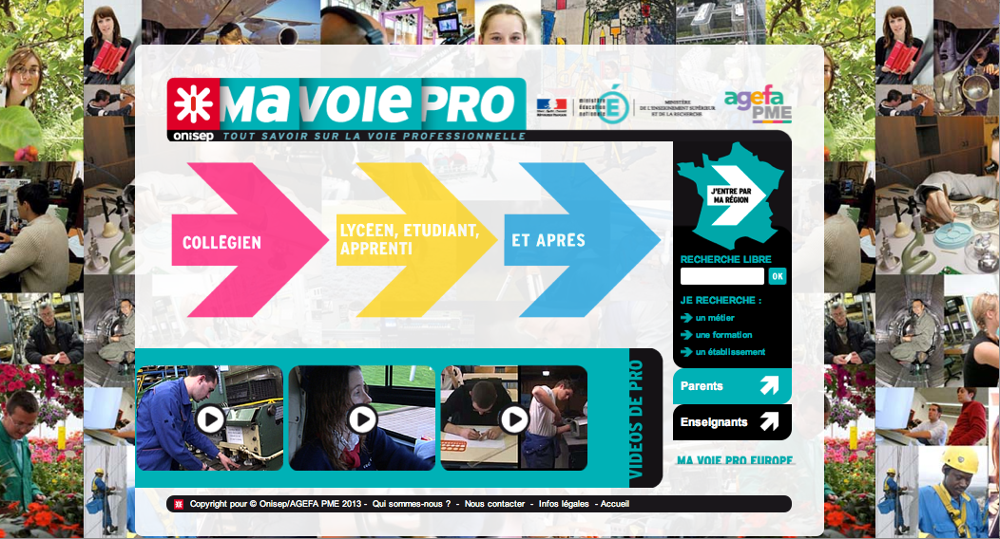 MA VOIE PRO
onisep TOUT SAVOIR SUR LA VOIE PROFESSIONNELLE
ministère
éducation
nationale
MINISTÈRE
DE L'ENSEIGNEMENT SUPÉRIEUR
ET DE LA RECHERCHE
agefa
PME
COLLÉGIEN
LYCÉEN, ETUDIANT,
APPRENTI
ET APRÈS
J'ENTRE PAR
MA RÉGION
RECHERCHE LIBRE
OK
JE RECHERCHE :
un métier
une formation
un établissement
Parents
Enseignants
MA VOIE PRO EUROPE
VIDEOS DE PRO
Copyright pour © Onisep/AGEFA PME 2013 - Qui sommes-nous ? - Nous contacter - Infos légales - Accueil